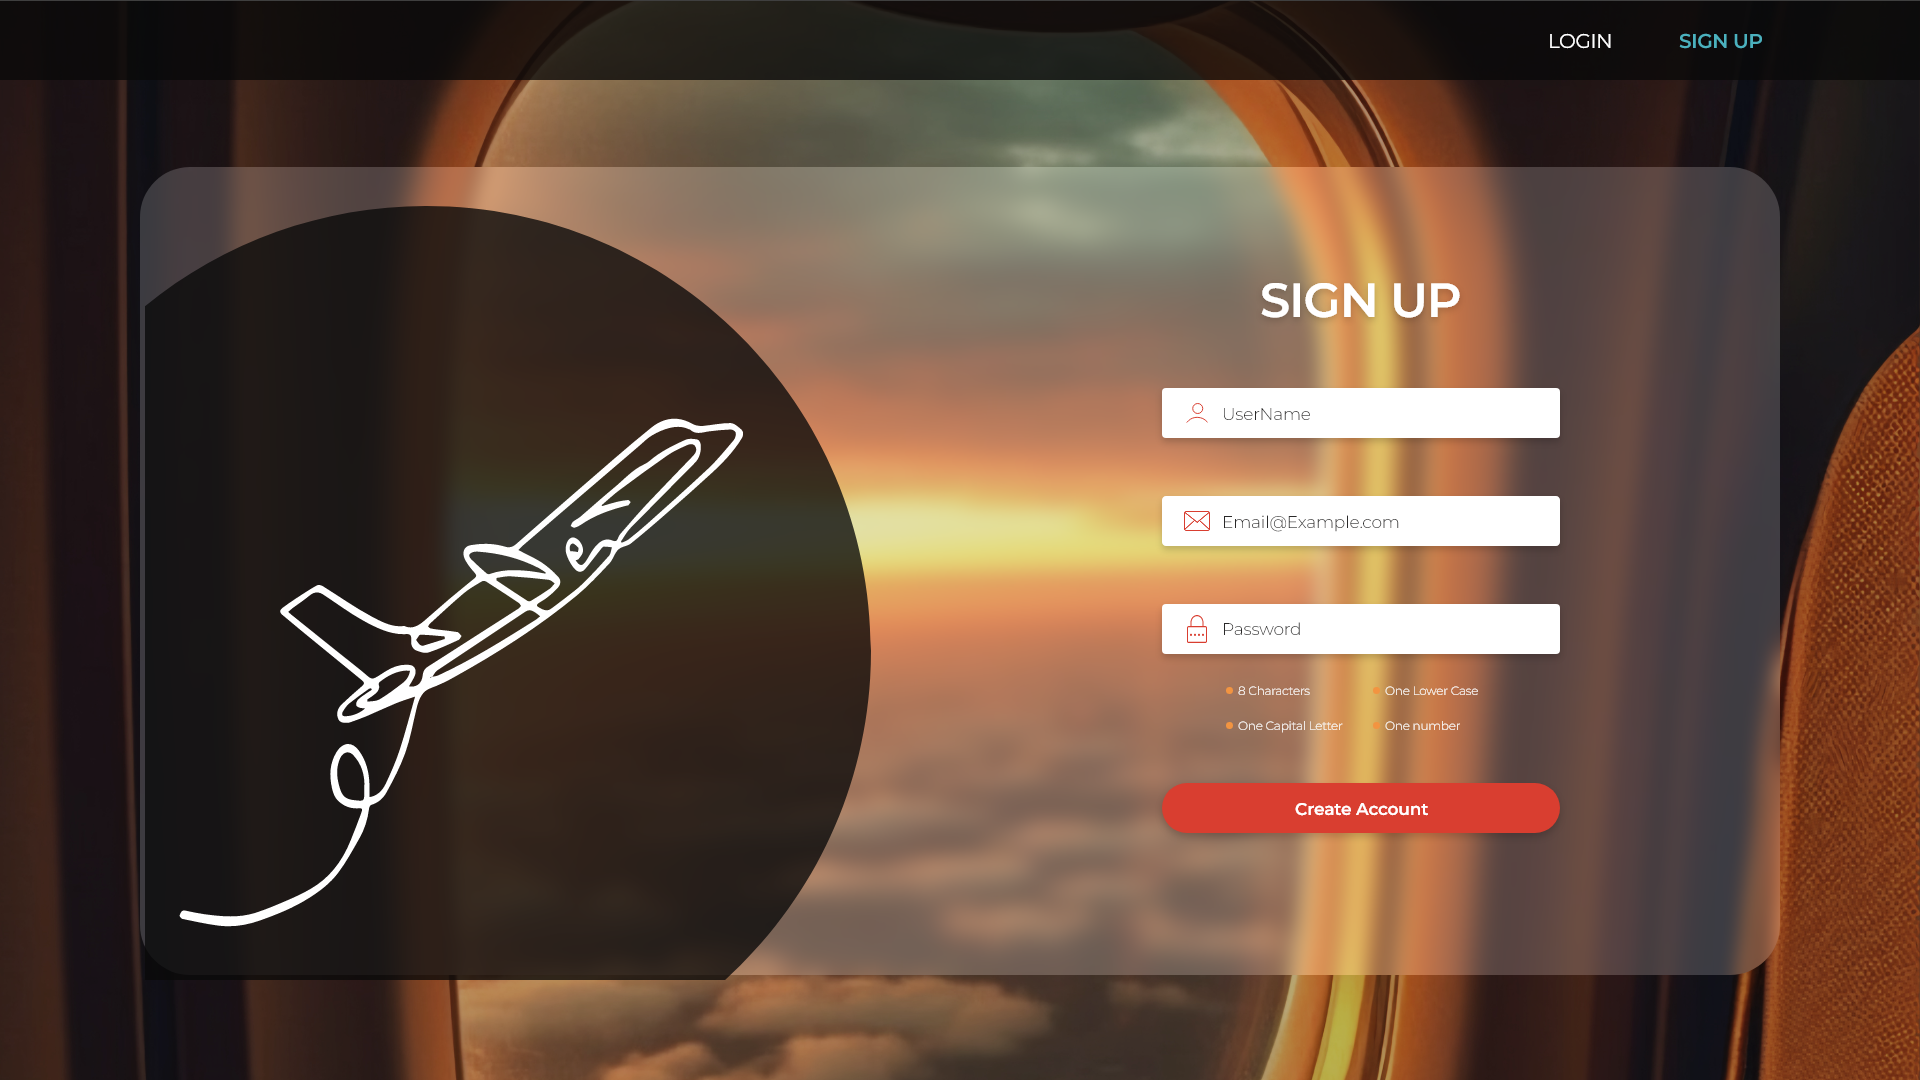 LOGIN
SIGN UP
SIGN UP
UserName
Email@Example.com
Password
8 Characters
One Lower Case
One Capital Letter
One number
Create Account